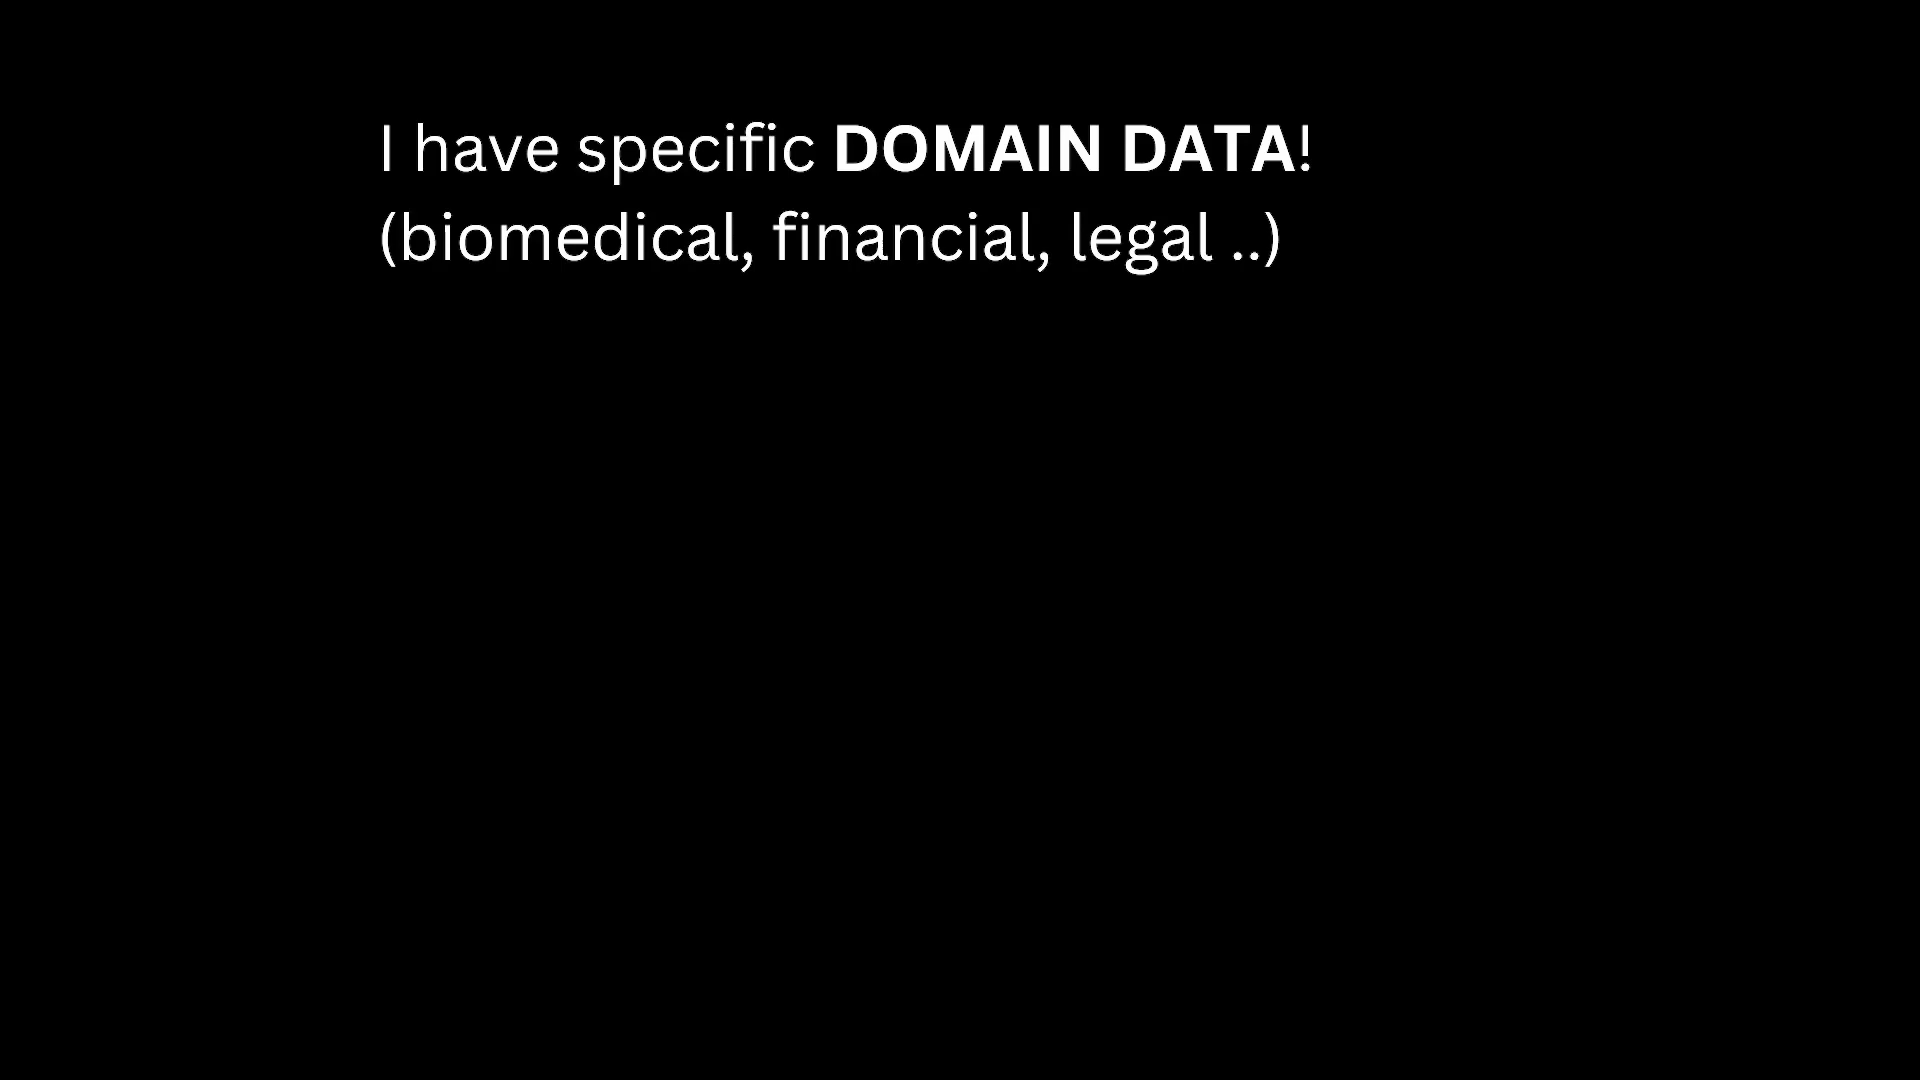 I have specific DOMAIN DATA!
(biomedical, financial, legal ..)